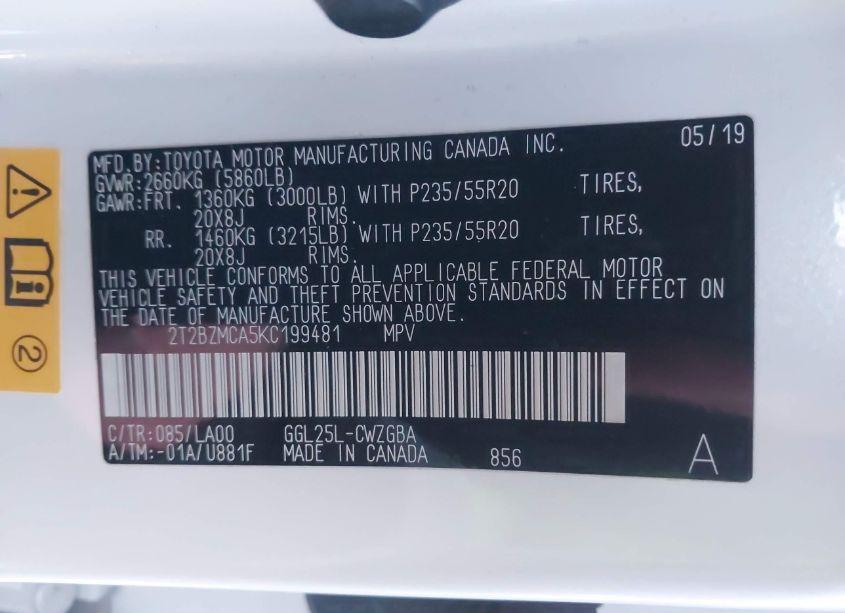 MFD.BY:TOYOTA MOTOR MANUFACTURING CANADA INC. 05/19
GVWR:2660KG (5860LB)
GAWR:FRT. 1360KG (3000LB) WITH P235/55R20 TIRES,
20X8J RIMS.
RR. 1460KG (3215LB) WITH P235/55R20 TIRES,
20X8J RIMS.
THIS VEHICLE CONFORMS TO ALL APPLICABLE FEDERAL MOTOR
VEHICLE SAFETY AND THEFT PREVENTION STANDARDS IN EFFECT ON
THE DATE OF MANUFACTURE SHOWN ABOVE.
2T2BZMCA5KC199481 MPV
C/TR:085/LA00 GGL25L-CWZGBA
A/TM:-01A/U881F MADE IN CANADA 856 A
2